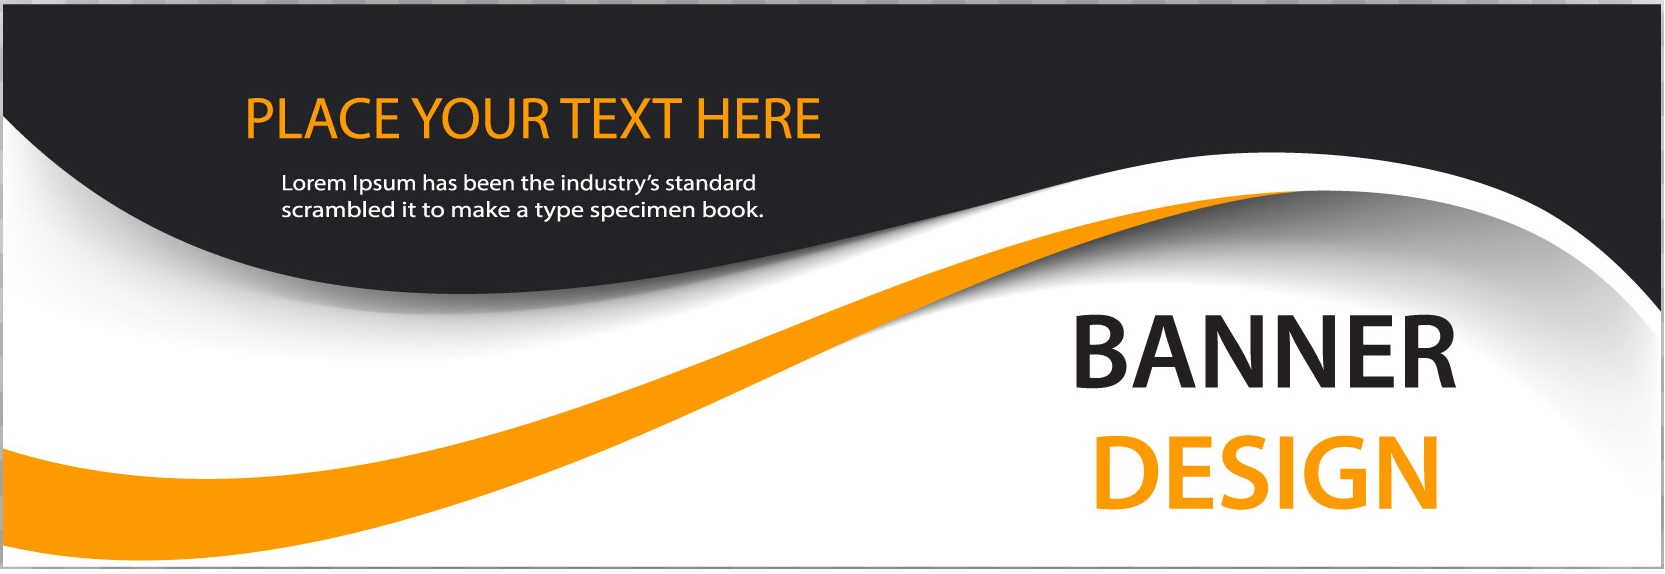 PLACE YOUR TEXT HERE
Lorem Ipsum has been the industry’s standard
scrambled it to make a type specimen book.
BANNER
DESIGN